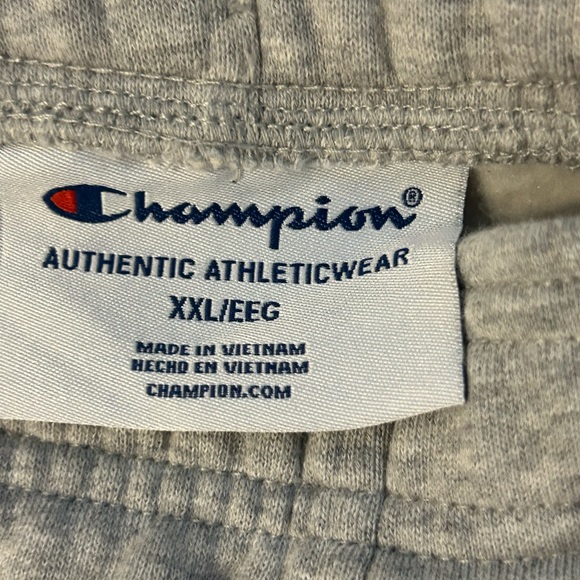 Champion®
AUTHENTIC ATHLETICWEAR
XXL/EEG
MADE IN VIETNAM
HECHO EN VIETNAM
CHAMPION.COM